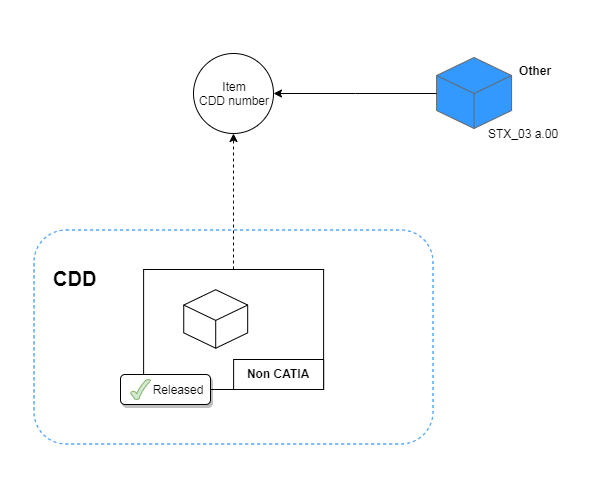 Other
Item
CDD number
STX_03 a.00
CDD
Non CATIA
Released